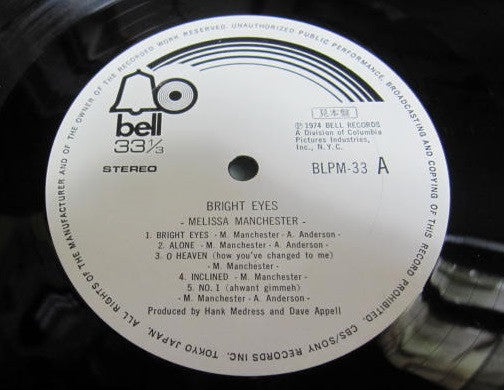 ALL RIGHTS OF THE MANUFACTURER AND OF THE OWNER OF THE RECORDED WORK RESERVED. UNAUTHORIZED PUBLIC PERFORMANCE, BROADCASTING AND COPYING OF THIS RECORD PROHIBITED. CBS/SONY RECORDS INC. TOKYO JAPAN.
bell
33 1/3
STEREO
見本盤
Ⓟ1974 BELL RECORDS
A Division of Columbia
Pictures Industries,
Inc., N.Y.C.
BLPM-33 A
BRIGHT EYES
- MELISSA MANCHESTER -
1. BRIGHT EYES - M. Manchester - A. Anderson -
2. ALONE - M. Manchester - A. Anderson -
3. O HEAVEN (how you've changed to me)
- M. Manchester -
4. INCLINED - M. Manchester -
5. NO.1 (ahwant gimmeh)
- M. Manchester - A. Anderson -
Produced by Hank Medress and Dave Appell